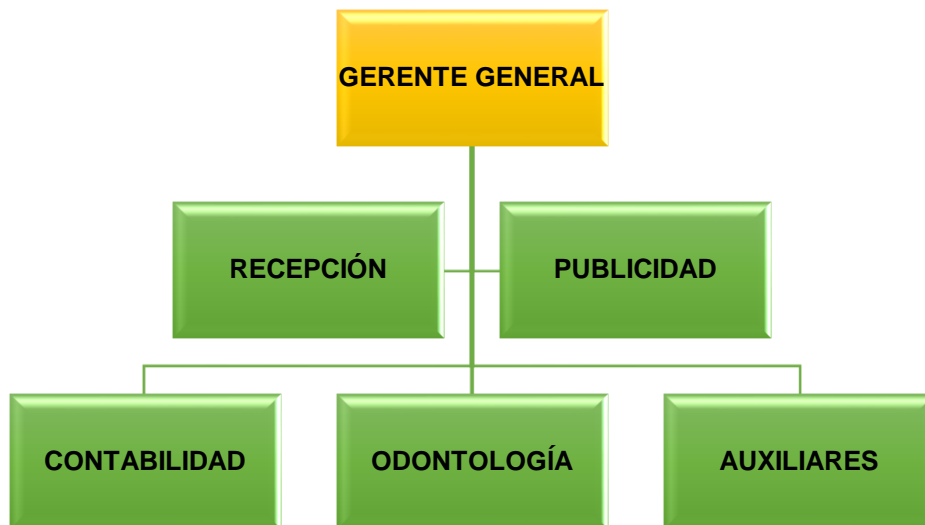 GERENTE GENERAL
RECEPCIÓN
PUBLICIDAD
CONTABILIDAD
ODONTOLOGÍA
AUXILIARES